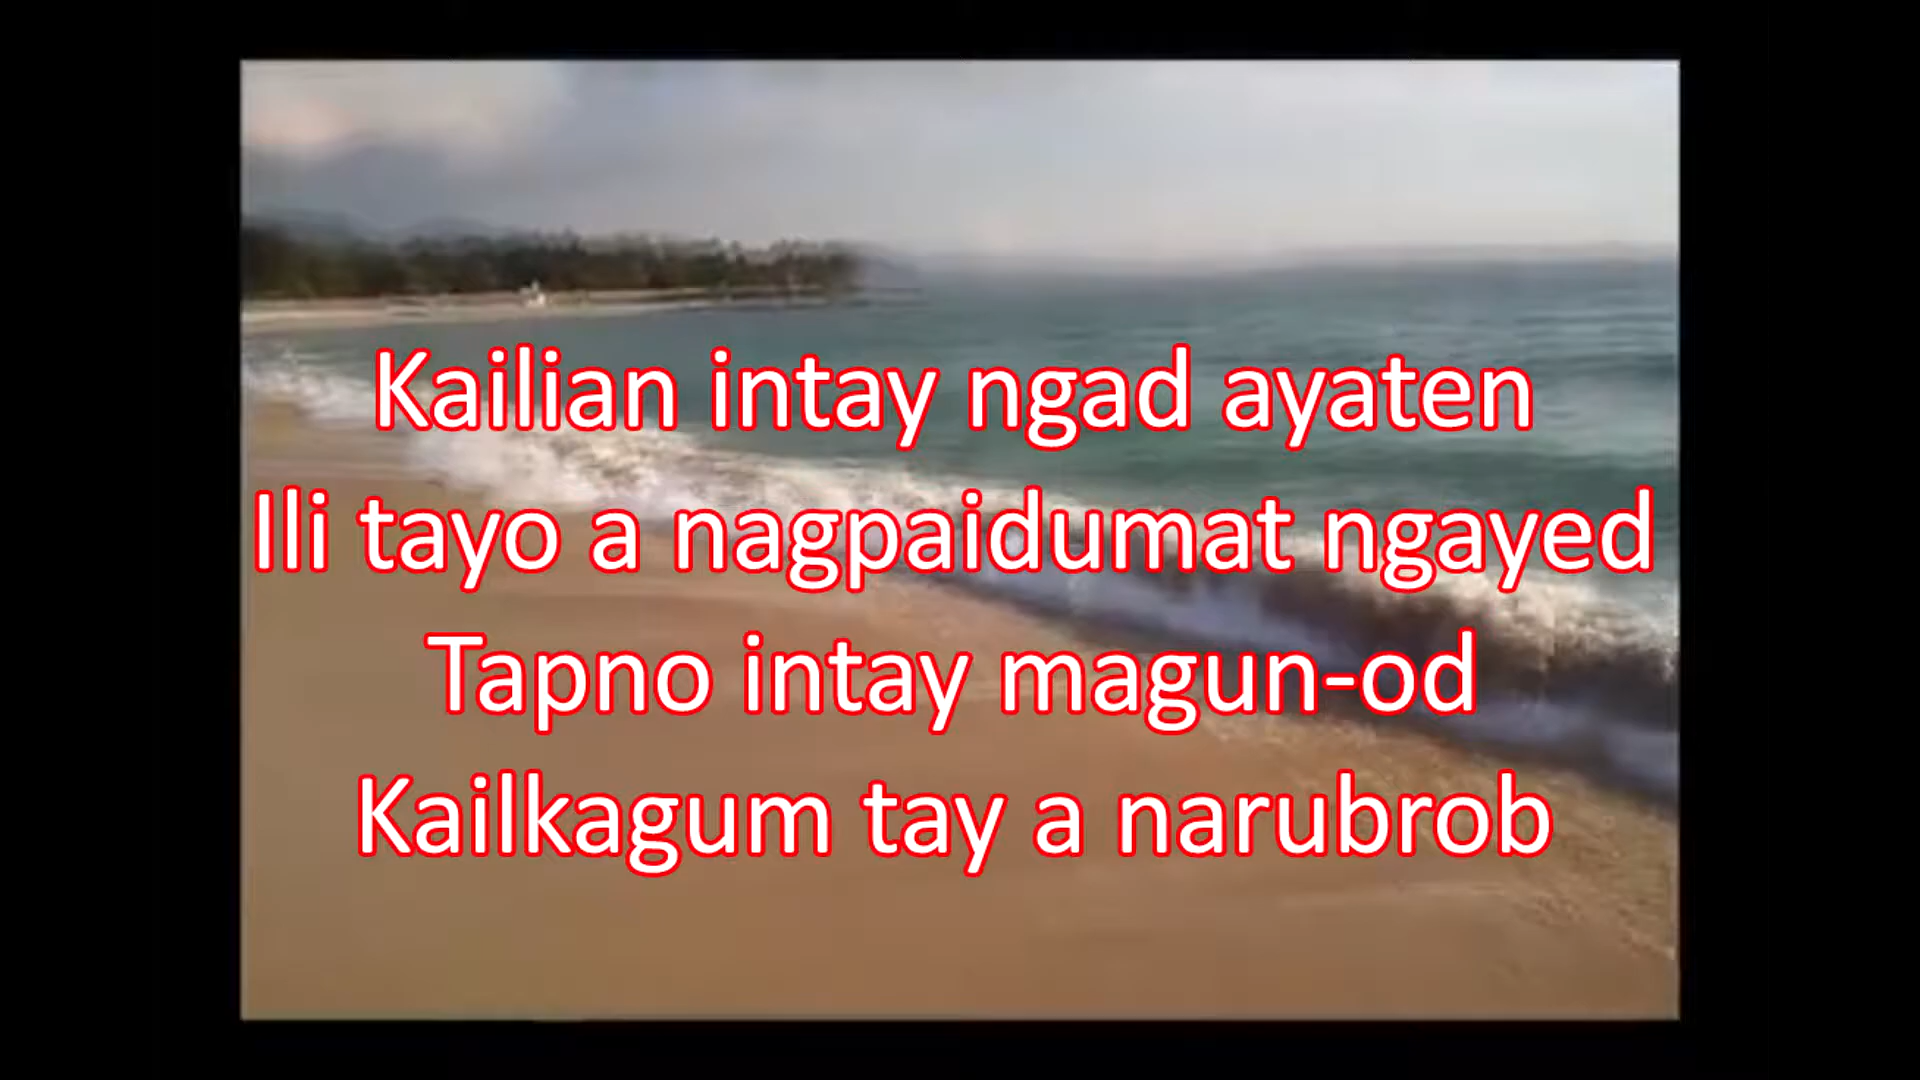 Kailian intay ngad ayaten
Ili tayo a nagpaidumat ngayed
Tapno intay magun-od
Kailkagum tay a narubrob